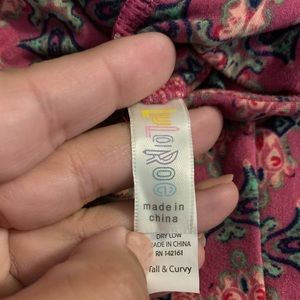 LuLaRoe
made in
china
DRY LOW
MADE IN CHINA
RN 142161
Tall & Curvy